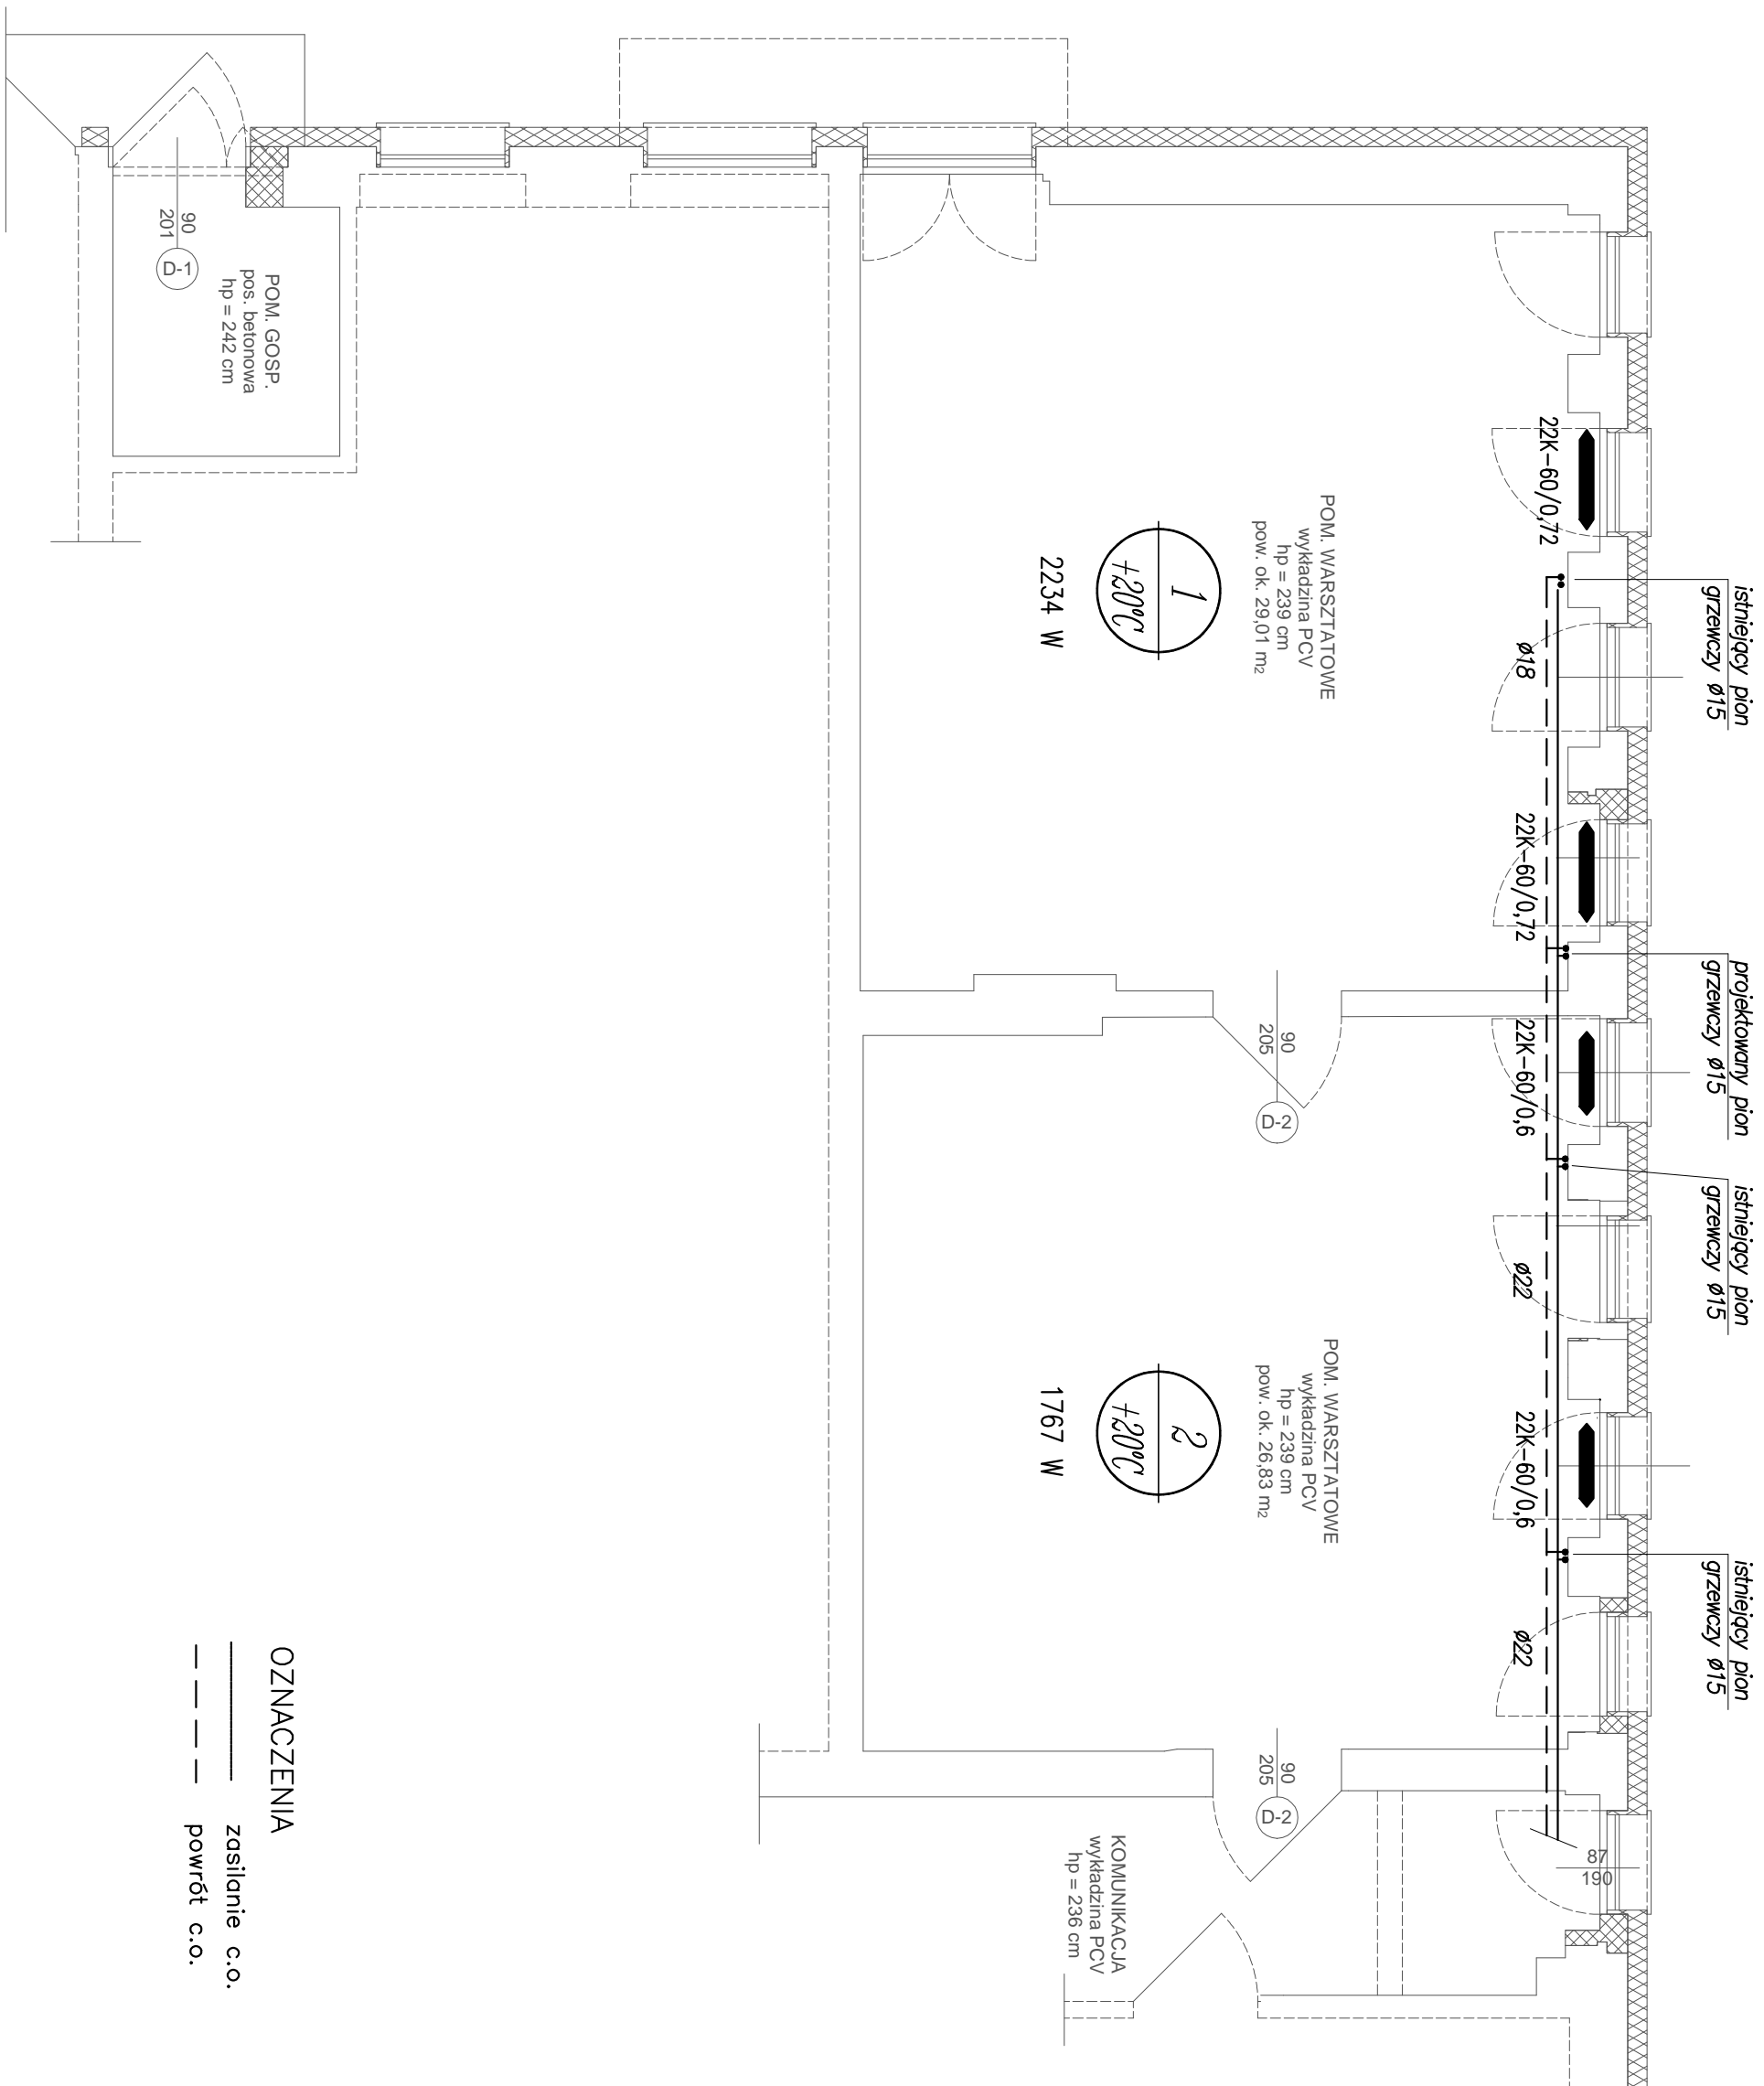 istniejący pion
grzewczy ø15
projektowany pion
grzewczy ø15
istniejący pion
grzewczy ø15
istniejący pion
grzewczy ø15
22K-60/0,72
ø18
22K-60/0,72
22K-60/0,6
ø22
22K-60/0,6
ø22
87
190
POM. WARSZTATOWE
wykładzina PCV
hp = 239 cm
pow. ok. 29,01 m2
1
+20°C
2234 W
90
205
D-2
POM. WARSZTATOWE
wykładzina PCV
hp = 239 cm
pow. ok. 26,83 m2
2
+20°C
1767 W
90
205
D-2
KOMUNIKACJA
wykładzina PCV
hp = 236 cm
POM. GOSP.
pos. betonowa
hp = 242 cm
90
201
D-1
OZNACZENIA
zasilanie c.o.
powrót c.o.